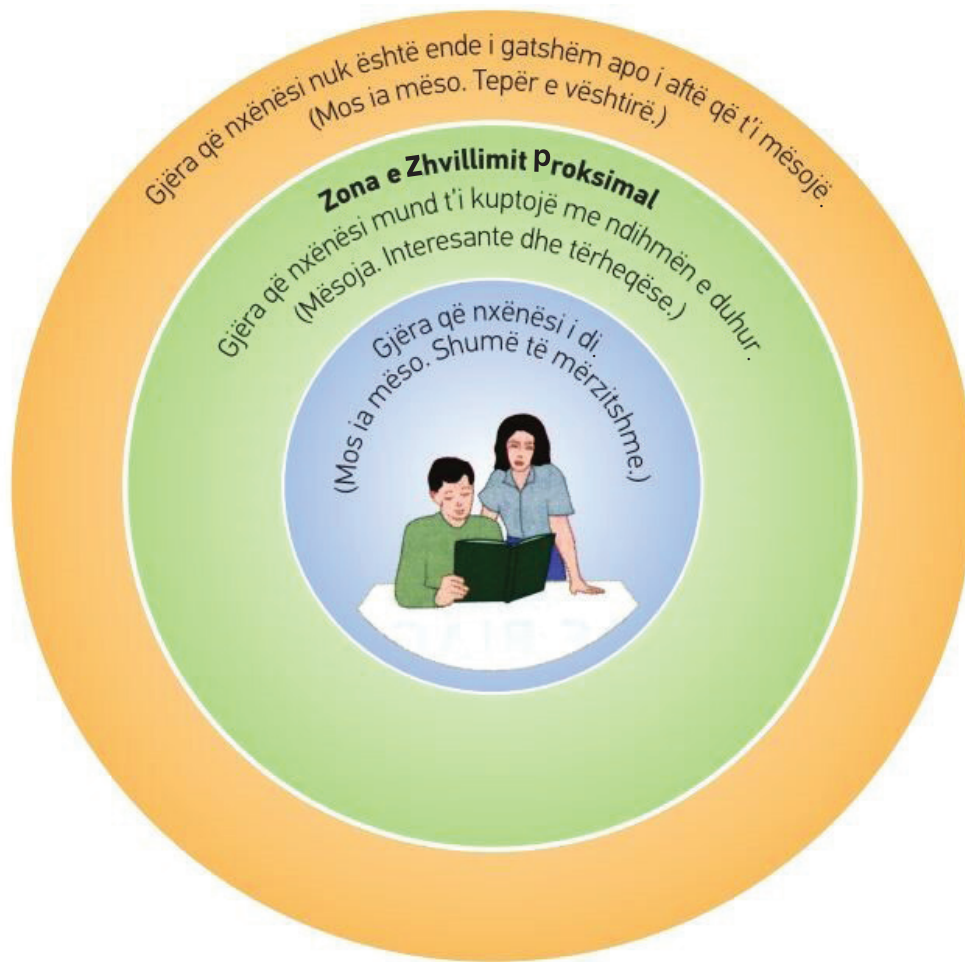 Gjëra që nxënësi nuk është ende i gatshëm apo i aftë që t'i mësojë.
(Mos ia mëso. Tepër e vështirë.)
Zona e Zhvillimit Proksimal
Gjëra që nxënësi mund t'i kuptojë me ndihmën e duhur.
(Mësoja. Interesante dhe tërheqëse.)
Gjëra që nxënësi i di.
(Mos ia mëso. Shumë të mërzitshme.)